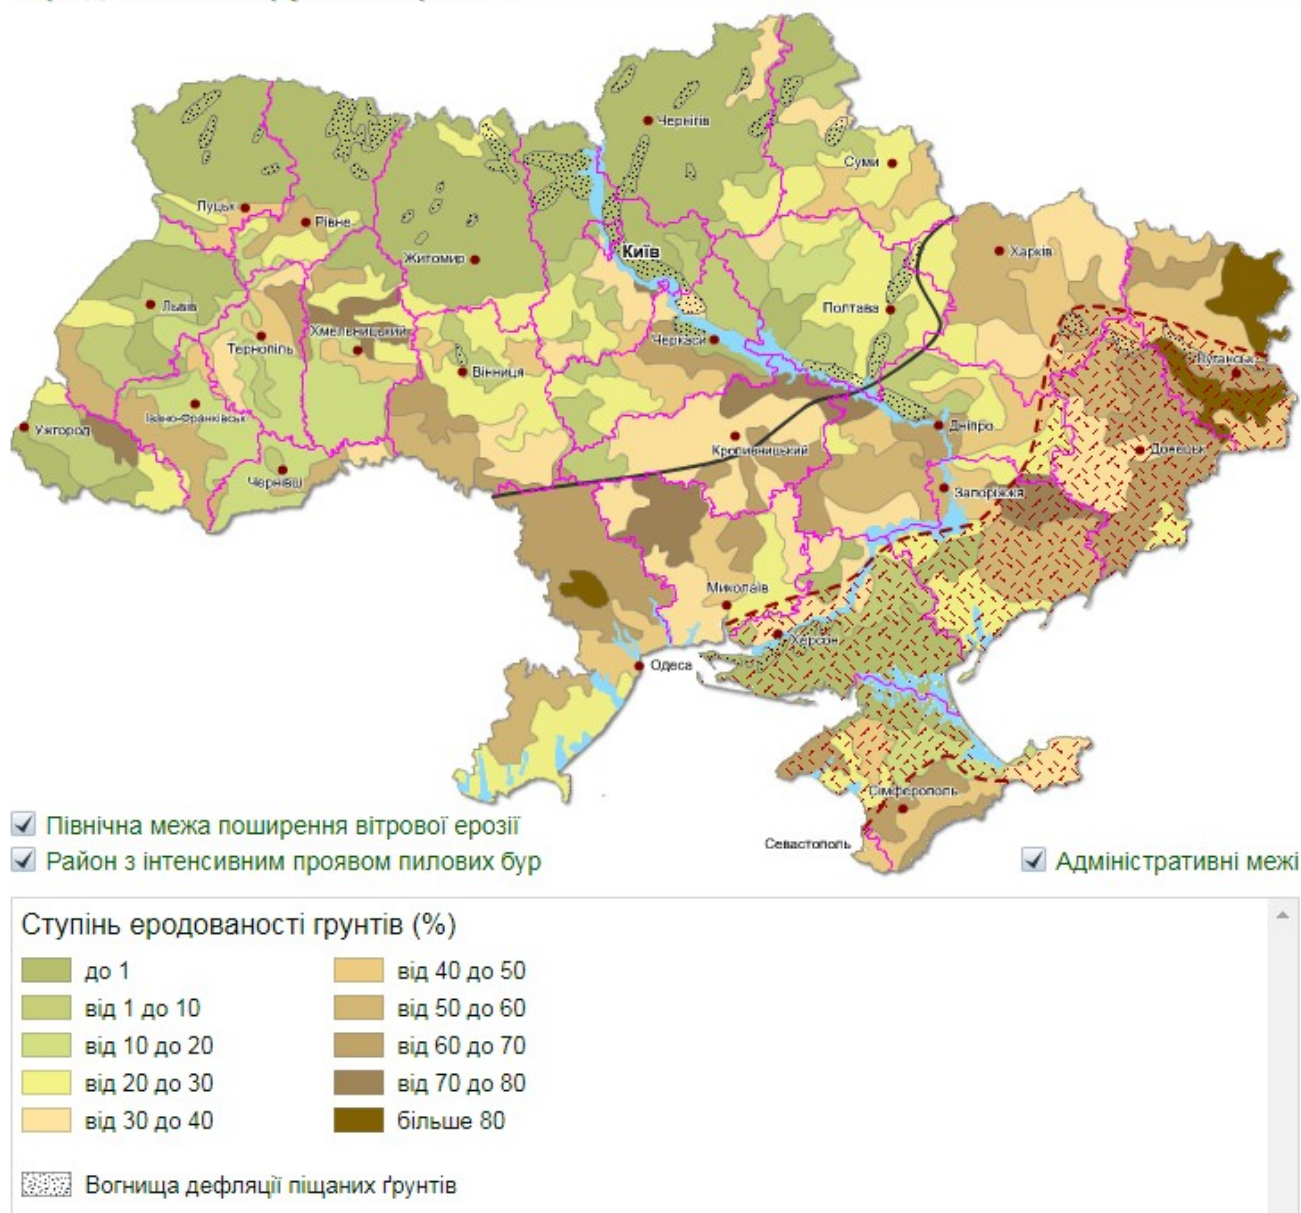 Чернігів
Суми
Луцьк
Рівне
Київ
Харків
Житомир
Львів
Полтава
Хмельницький
Тернопіль
Черкаси
Луганськ
Вінниця
Івано-Франківськ
Ужгород
Дніпро
Кропивницький
Донецьк
Чернівці
Запоріжжя
Миколаїв
Херсон
Одеса
Сімферополь
Севастополь
Північна межа поширення вітрової ерозії
Район з інтенсивним проявом пилових бур
Адміністративні межі
Ступінь еродованості грунтів (%)
до 1
від 40 до 50
від 1 до 10
від 50 до 60
від 10 до 20
від 60 до 70
від 20 до 30
від 70 до 80
від 30 до 40
більше 80
Вогнища дефляції піщаних ґрунтів